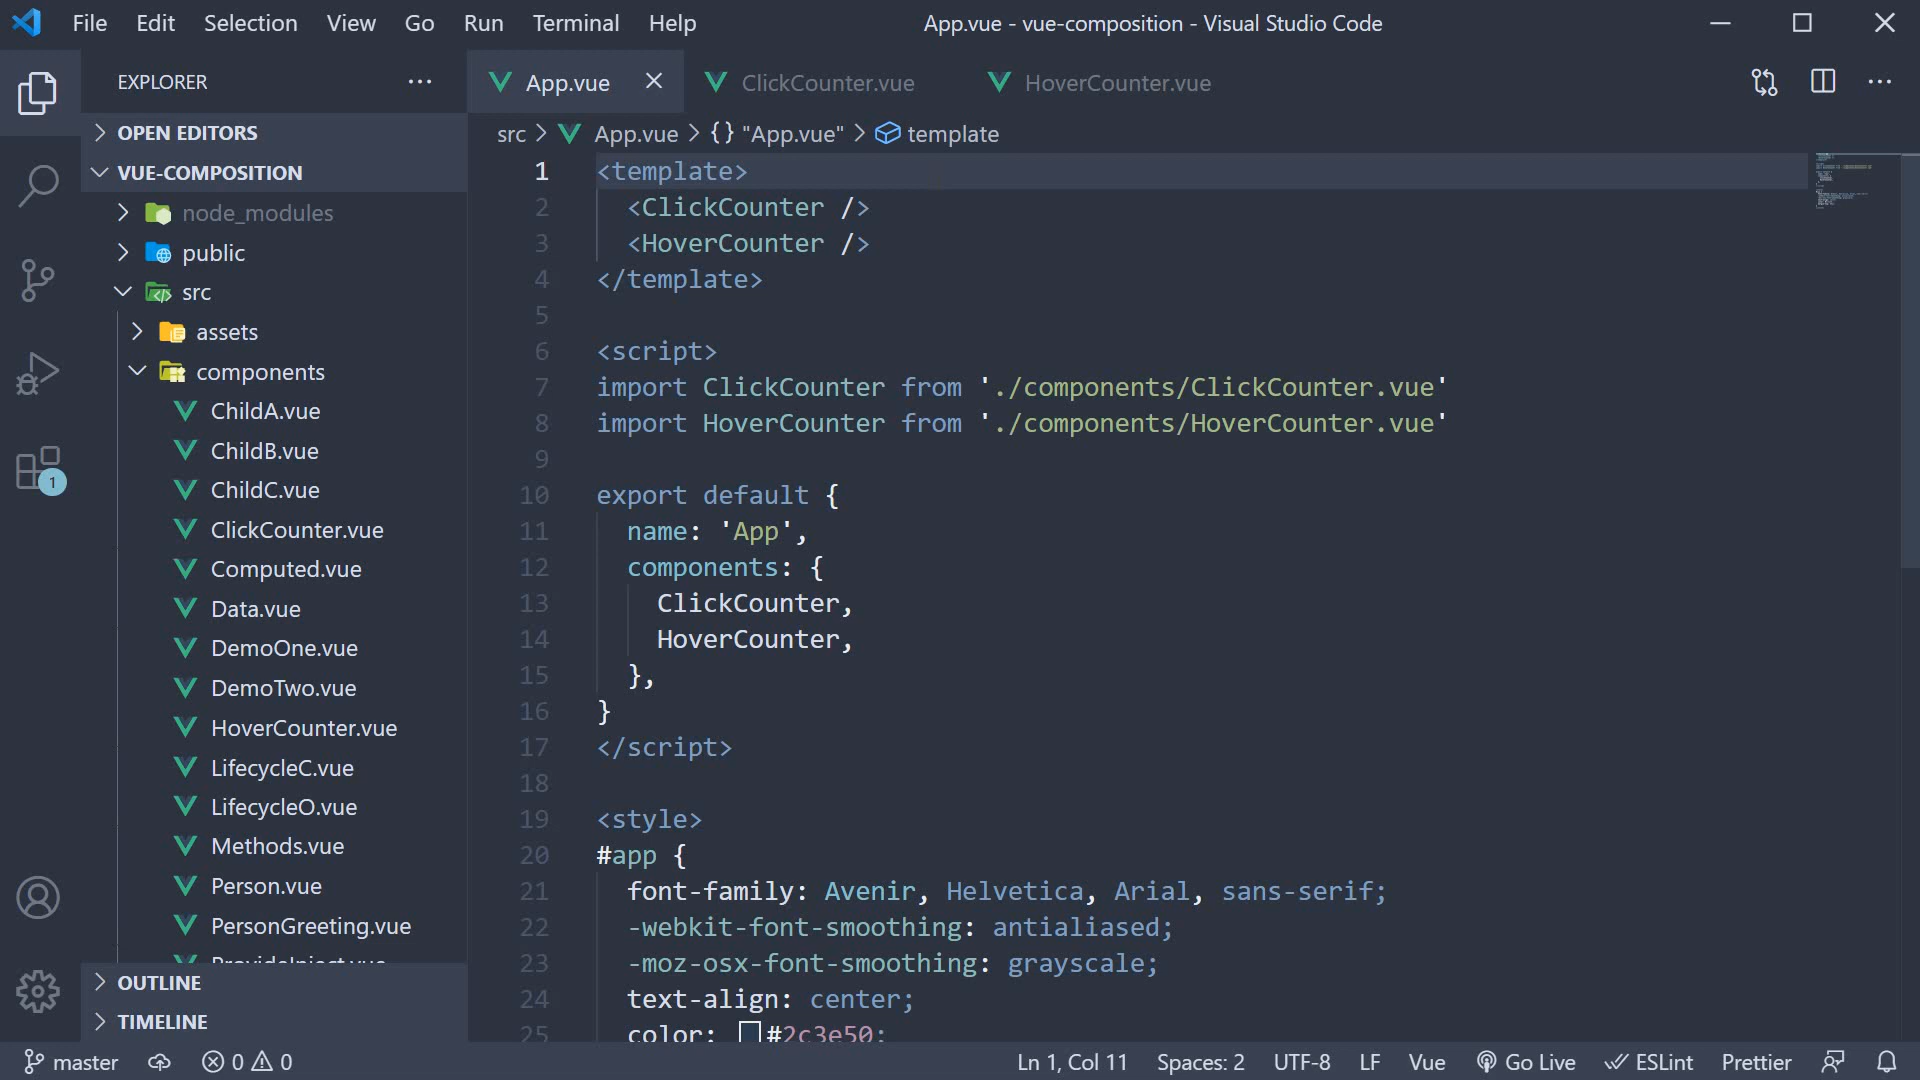 File Edit Selection View Go Run Terminal Help
App.vue - vue-composition - Visual Studio Code
EXPLORER
OPEN EDITORS
VUE-COMPOSITION
node_modules
public
src
assets
components
ChildA.vue
ChildB.vue
ChildC.vue
ClickCounter.vue
Computed.vue
Data.vue
DemoOne.vue
DemoTwo.vue
HoverCounter.vue
LifecycleC.vue
LifecycleO.vue
Methods.vue
Person.vue
PersonGreeting.vue
ProvideInject.vue
OUTLINE
TIMELINE
1
App.vue ClickCounter.vue HoverCounter.vue
src > App.vue > {} "App.vue" > template
1 <template>
2   <ClickCounter />
3   <HoverCounter />
4 </template>
5
6 <script>
7 import ClickCounter from './components/ClickCounter.vue'
8 import HoverCounter from './components/HoverCounter.vue'
9
10 export default {
11   name: 'App',
12   components: {
13     ClickCounter,
14     HoverCounter,
15   },
16 }
17 </script>
18
19 <style>
20 #app {
21   font-family: Avenir, Helvetica, Arial, sans-serif;
22   -webkit-font-smoothing: antialiased;
23   -moz-osx-font-smoothing: grayscale;
24   text-align: center;
25   color: #2c3e50;
master 0 0 Ln 1, Col 11 Spaces: 2 UTF-8 LF Vue Go Live ESLint Prettier